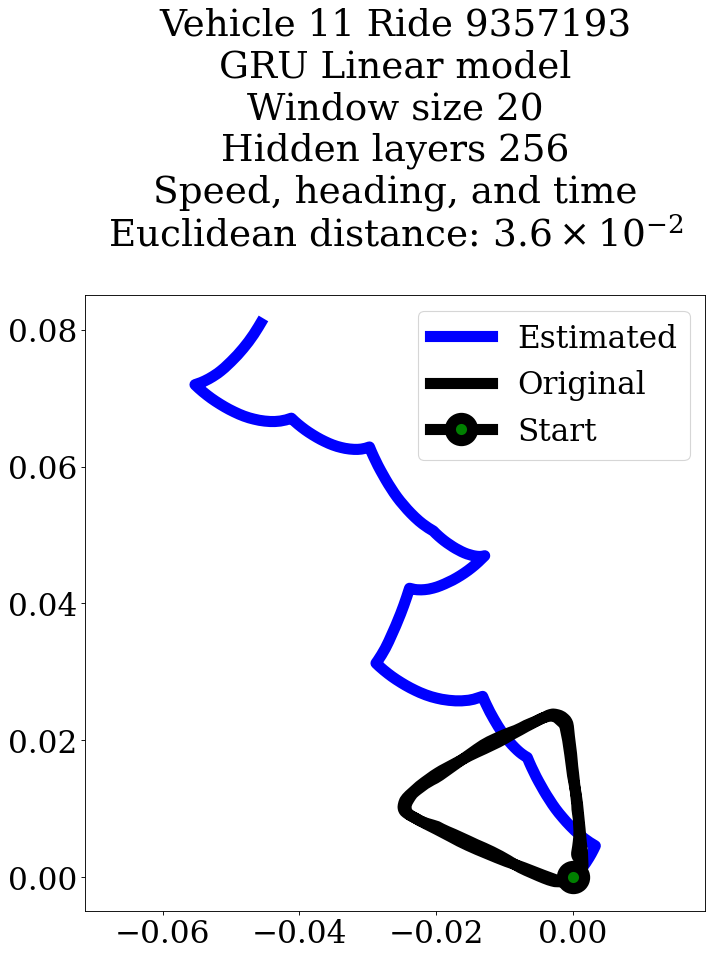 Vehicle 11 Ride 9357193
GRU Linear model
Window size 20
Hidden layers 256
Speed, heading, and time
Euclidean distance: 3.6 × 10⁻²
Estimated
Original
Start
0.08
0.06
0.04
0.02
0.00
−0.06
−0.04
−0.02
0.00